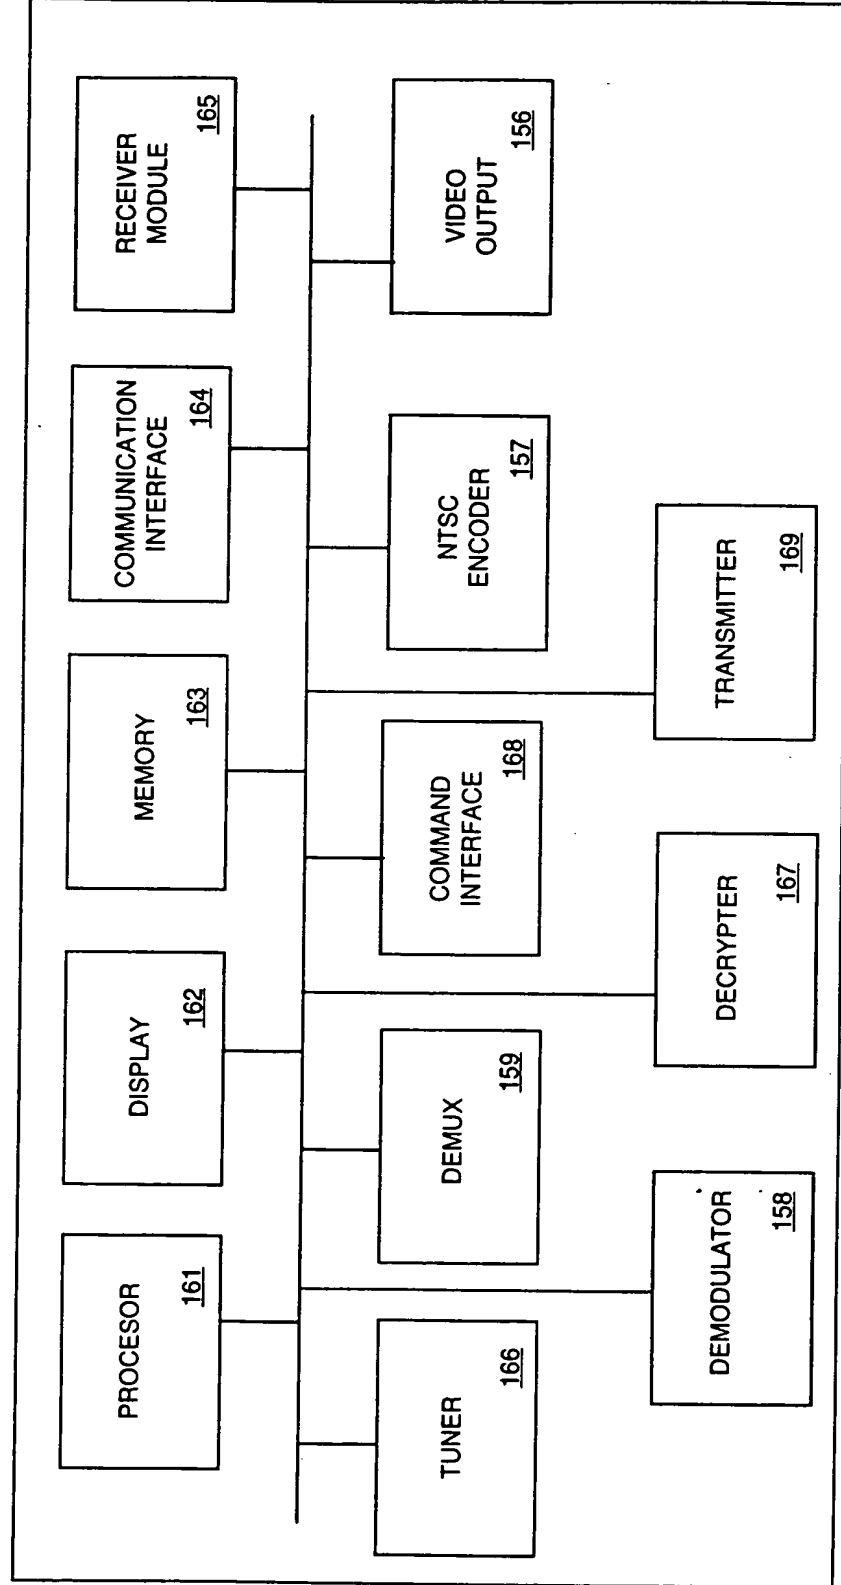 PROCESOR
161
DISPLAY
162
MEMORY
163
COMMUNICATION
INTERFACE
164
RECEIVER
MODULE
165
TUNER
166
DEMUX
159
COMMAND
INTERFACE
168
NTSC
ENCODER
157
VIDEO
OUTPUT
156
DEMODULATOR
158
DECRYPTER
167
TRANSMITTER
169